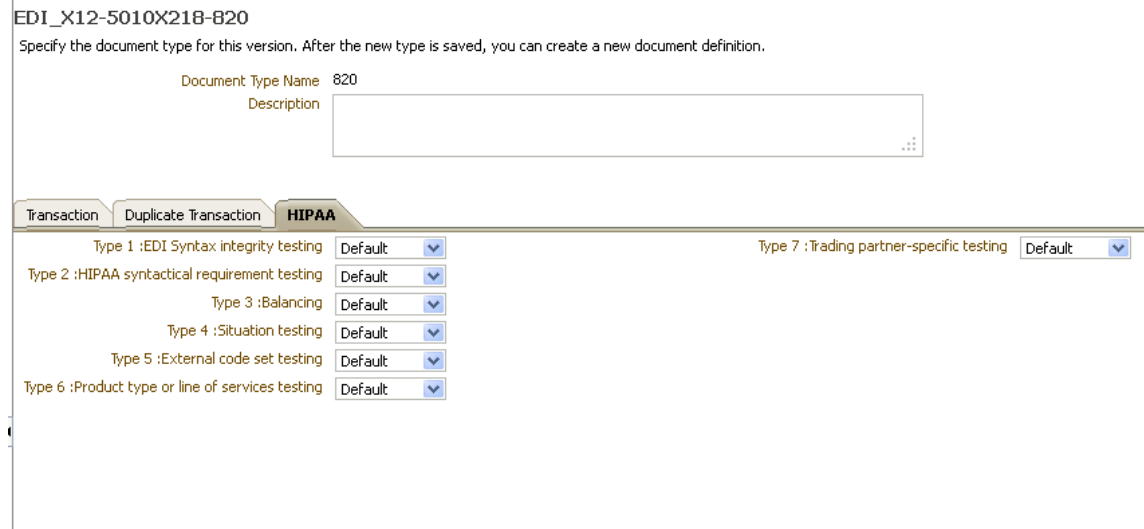 EDI_X12-5010X218-820
Specify the document type for this version. After the new type is saved, you can create a new document definition.
Document Type Name 820
Description
Transaction Duplicate Transaction HIPAA
Type 1 :EDI Syntax integrity testing Default Type 7 :Trading partner-specific testing Default
Type 2 :HIPAA syntactical requirement testing Default
Type 3 :Balancing Default
Type 4 :Situation testing Default
Type 5 :External code set testing Default
Type 6 :Product type or line of services testing Default